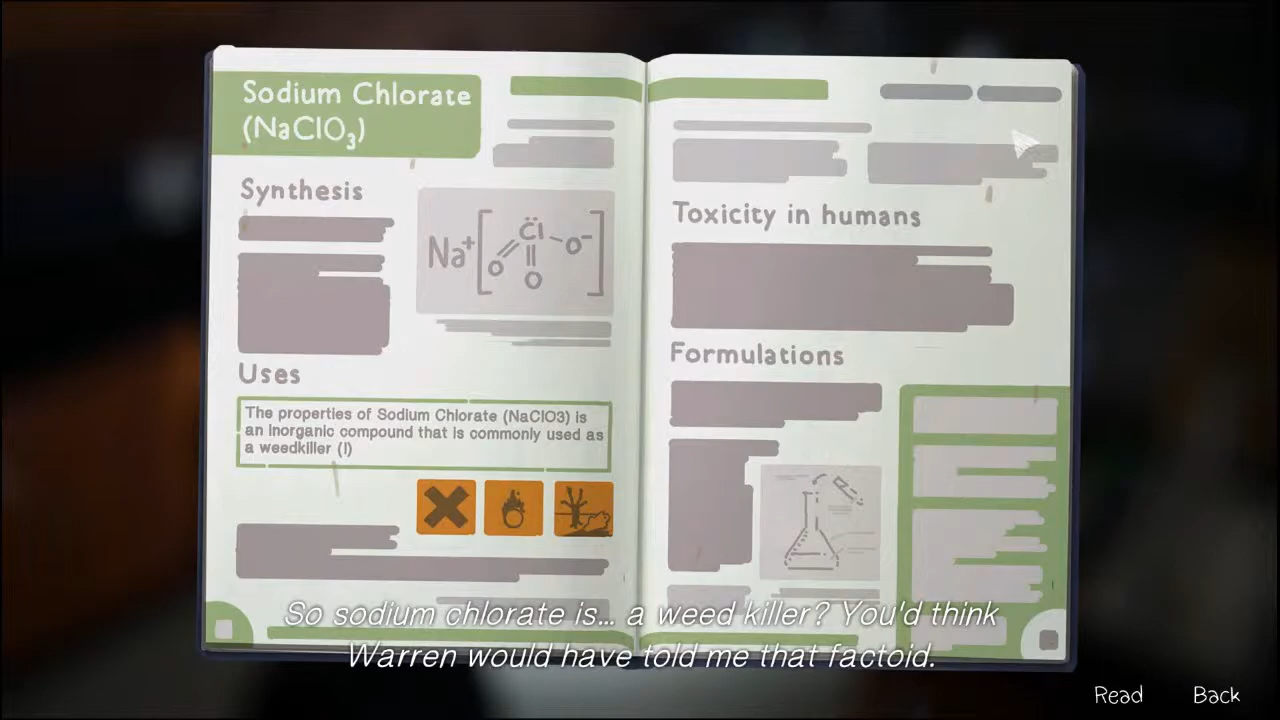 Sodium Chlorate
(NaClO₃)
Synthesis
Na⁺ [ O C̈l O⁻ O ]
Uses
The properties of Sodium Chlorate (NaClO3) is
an inorganic compound that is commonly used as
a weedkiller (l)
Toxicity in humans
Formulations
So sodium chlorate is... a weed killer? You'd think
Warren would have told me that factoid.
Read
Back